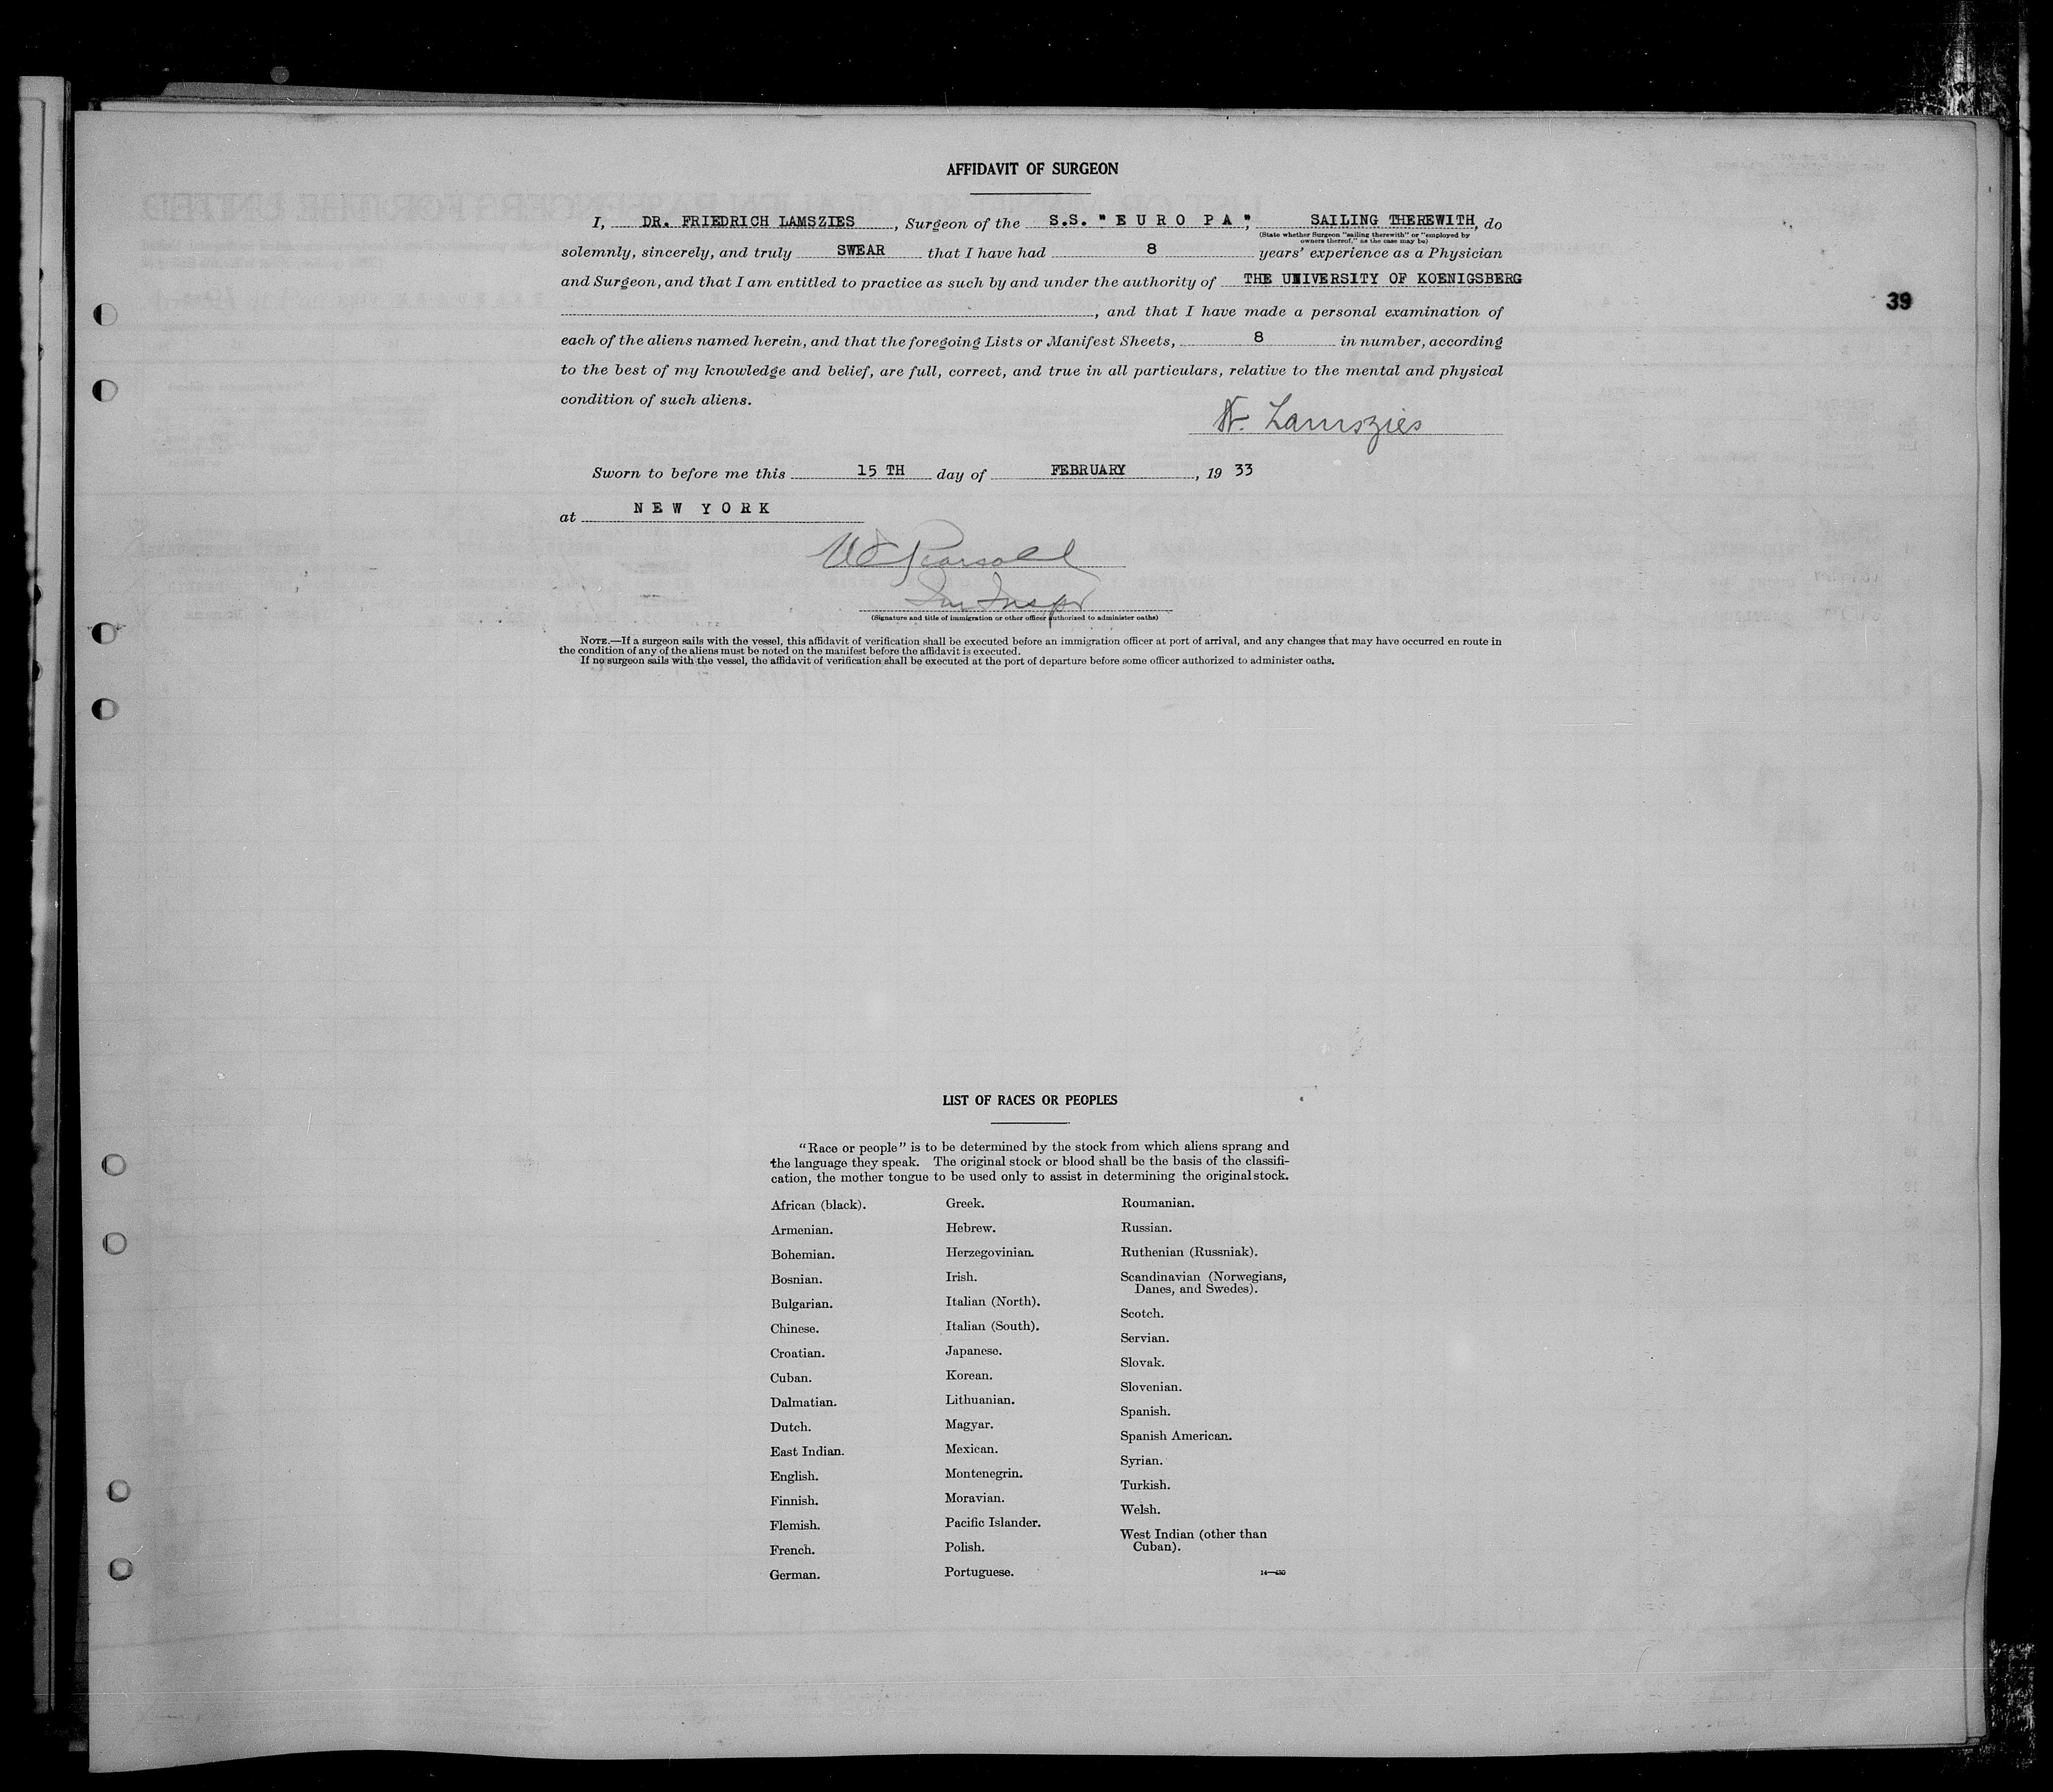 AFFIDAVIT OF SURGEON
I, DR. FRIEDRICH LAMSZIES, Surgeon of the S.S. "E U R O P A", SAILING THEREWITH, do
(State whether Surgeon "sailing therewith" or "employed by
owners thereof," as the case may be)
solemnly, sincerely, and truly SWEAR that I have had 8 years' experience as a Physician
and Surgeon, and that I am entitled to practice as such by and under the authority of THE UNIVERSITY OF KOENIGSBERG
39
, and that I have made a personal examination of
each of the aliens named herein, and that the foregoing Lists or Manifest Sheets, 8 in number, according
to the best of my knowledge and belief, are full, correct, and true in all particulars, relative to the mental and physical
condition of such aliens.
Lamszies
Sworn to before me this 15 TH day of FEBRUARY, 19 33
at N E W Y O R K
(Signature and title of immigration or other officer authorized to administer oaths)
NOTE.—If a surgeon sails with the vessel, this affidavit of verification shall be executed before an immigration officer at port of arrival, and any changes that may have occurred en route in
the condition of any of the aliens must be noted on the manifest before the affidavit is executed.
If no surgeon sails with the vessel, the affidavit of verification shall be executed at the port of departure before some officer authorized to administer oaths.
LIST OF RACES OR PEOPLES
"Race or people" is to be determined by the stock from which aliens sprang and
the language they speak. The original stock or blood shall be the basis of the classifi-
cation, the mother tongue to be used only to assist in determining the original stock.
African (black).
Armenian.
Bohemian.
Bosnian.
Bulgarian.
Chinese.
Croatian.
Cuban.
Dalmatian.
Dutch.
East Indian.
English.
Finnish.
Flemish.
French.
German.
Greek.
Hebrew.
Herzegovinian.
Irish.
Italian (North).
Italian (South).
Japanese.
Korean.
Lithuanian.
Magyar.
Mexican.
Montenegrin.
Moravian.
Pacific Islander.
Polish.
Portuguese.
Roumanian.
Russian.
Ruthenian (Russniak).
Scandinavian (Norwegians,
Danes, and Swedes).
Scotch.
Servian.
Slovak.
Slovenian.
Spanish.
Spanish American.
Syrian.
Turkish.
Welsh.
West Indian (other than
Cuban).